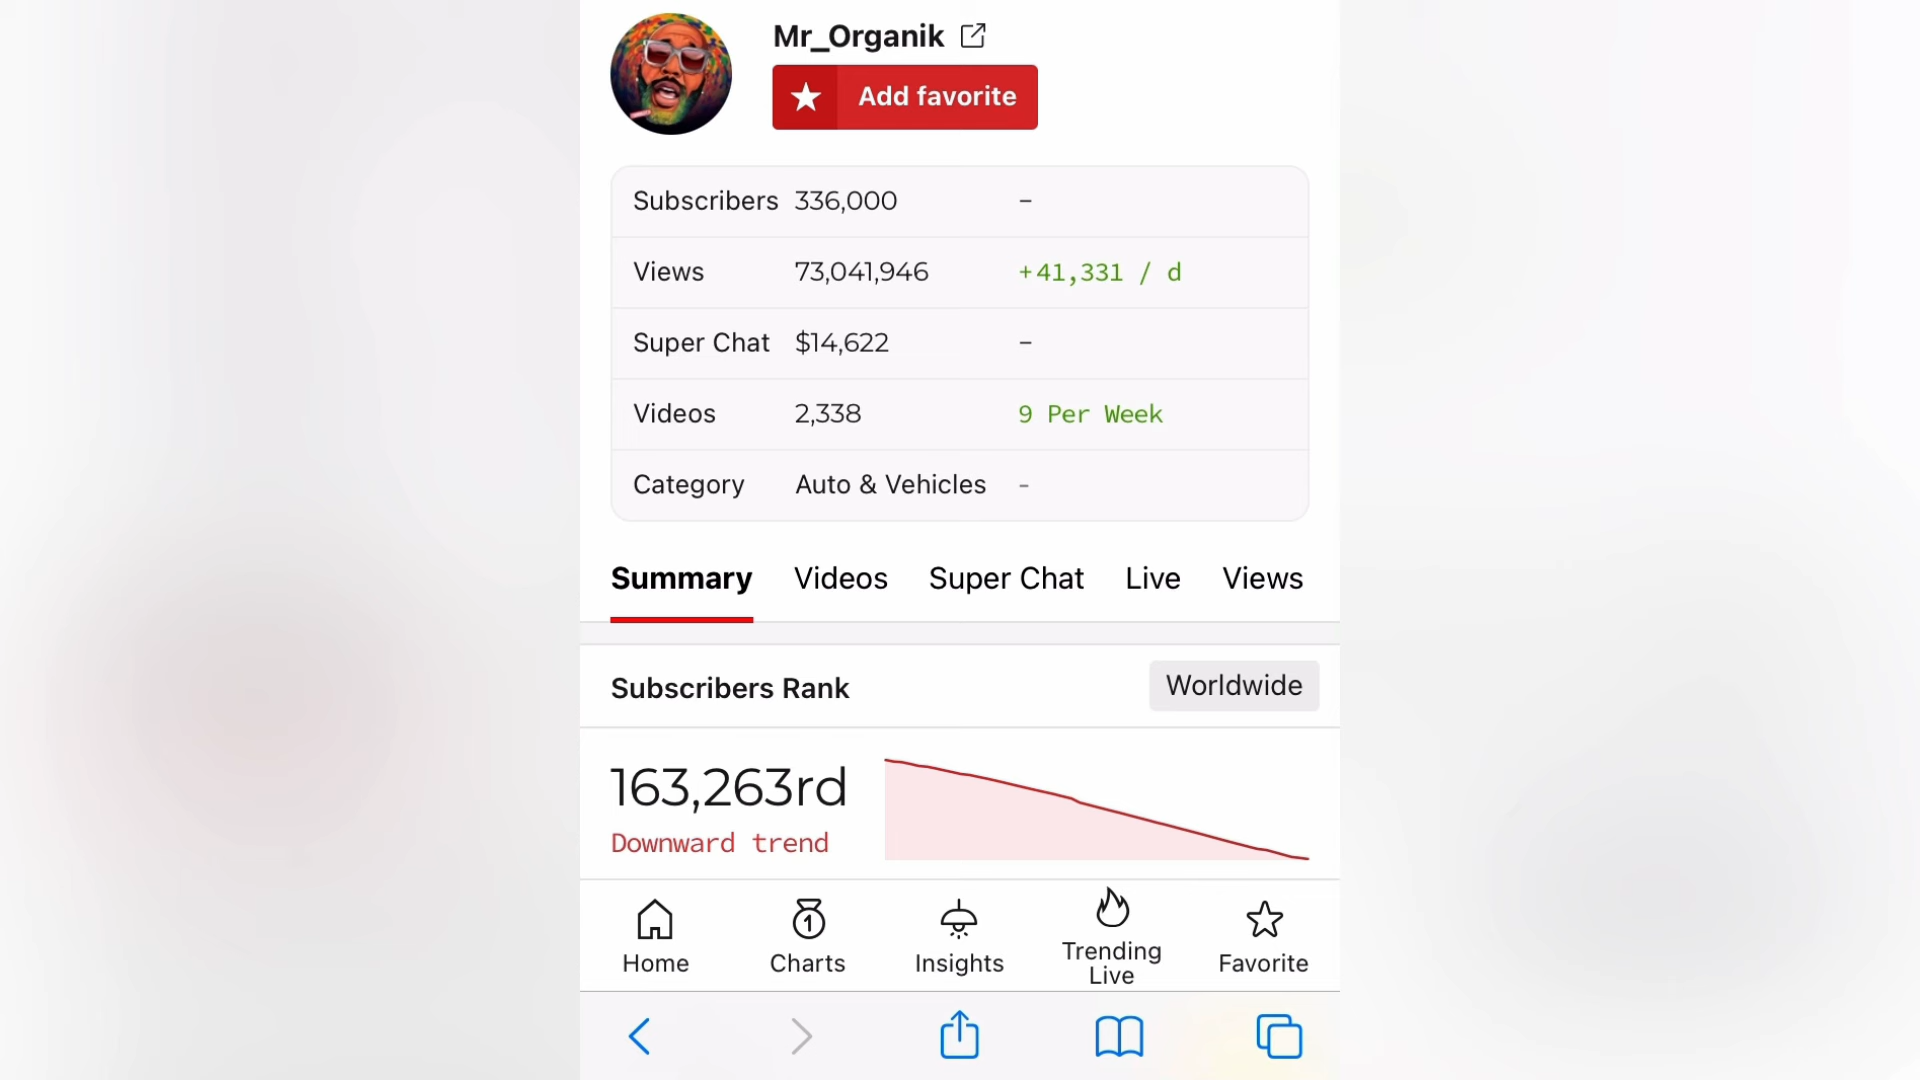 Mr_Organik
Add favorite
Subscribers 336,000 –
Views 73,041,946 +41,331 / d
Super Chat $14,622 –
Videos 2,338 9 Per Week
Category Auto & Vehicles -
Summary Videos Super Chat Live Views
Subscribers Rank Worldwide
163,263rd
Downward trend
1
Home Charts Insights Trending Live Favorite